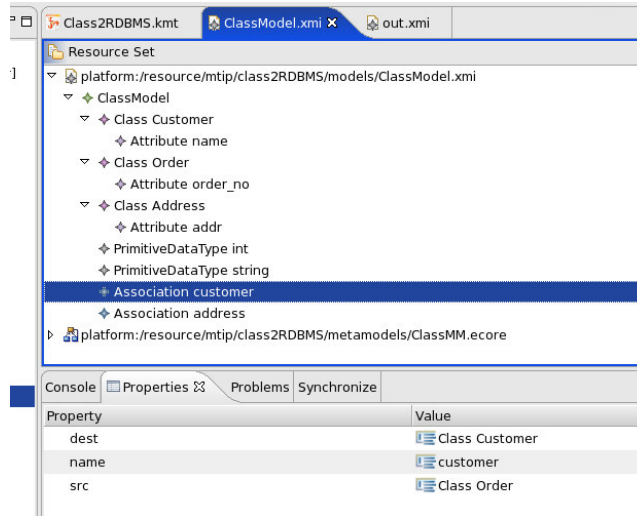 Class2RDBMS.kmt ClassModel.xmi out.xmi
Resource Set
platform:/resource/mtip/class2RDBMS/models/ClassModel.xmi
ClassModel
Class Customer
Attribute name
Class Order
Attribute order_no
Class Address
Attribute addr
PrimitiveDataType int
PrimitiveDataType string
Association customer
Association address
platform:/resource/mtip/class2RDBMS/metamodels/ClassMM.ecore
Console Properties Problems Synchronize
Property Value
dest Class Customer
name customer
src Class Order